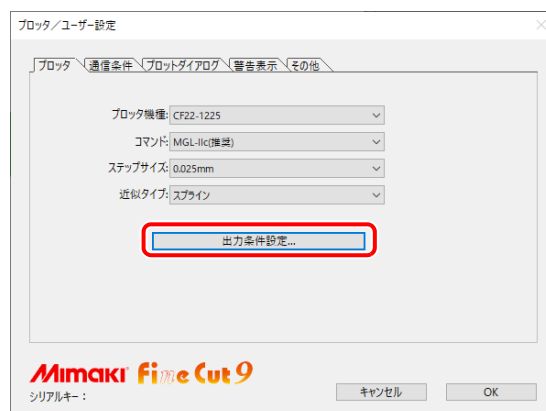 プロッタ／ユーザー設定
プロッタ 通信条件 プロットダイアログ 警告表示 その他
プロッタ機種: CF22-1225
コマンド: MGL-IIc(推奨)
ステップサイズ: 0.025mm
近似タイプ: スプライン
出力条件設定...
Mimaki Fine Cut 9
シリアルキー：
キャンセル OK